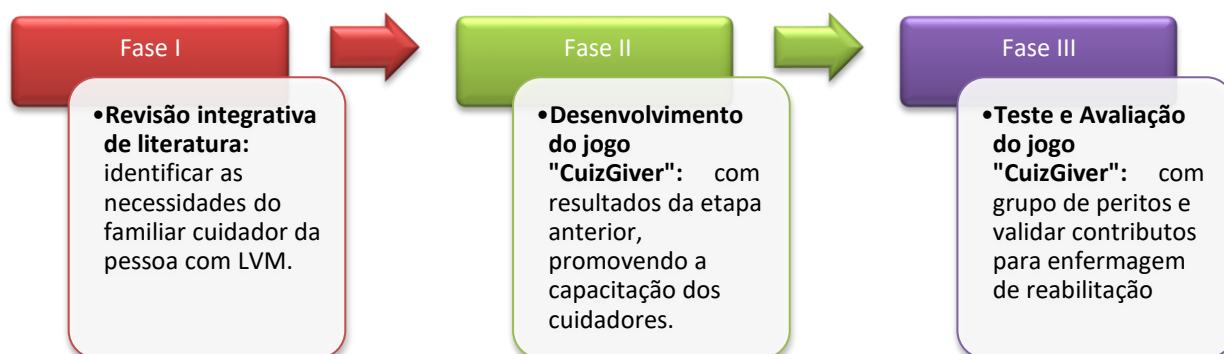 Fase I
•Revisão integrativa
de literatura:
identificar as
necessidades do
familiar cuidador da
pessoa com LVM.
Fase II
•Desenvolvimento
do jogo
"CuizGiver": com
resultados da etapa
anterior,
promovendo a
capacitação dos
cuidadores.
Fase III
•Teste e Avaliação
do jogo
"CuizGiver": com
grupo de peritos e
validar contributos
para enfermagem
de reabilitação